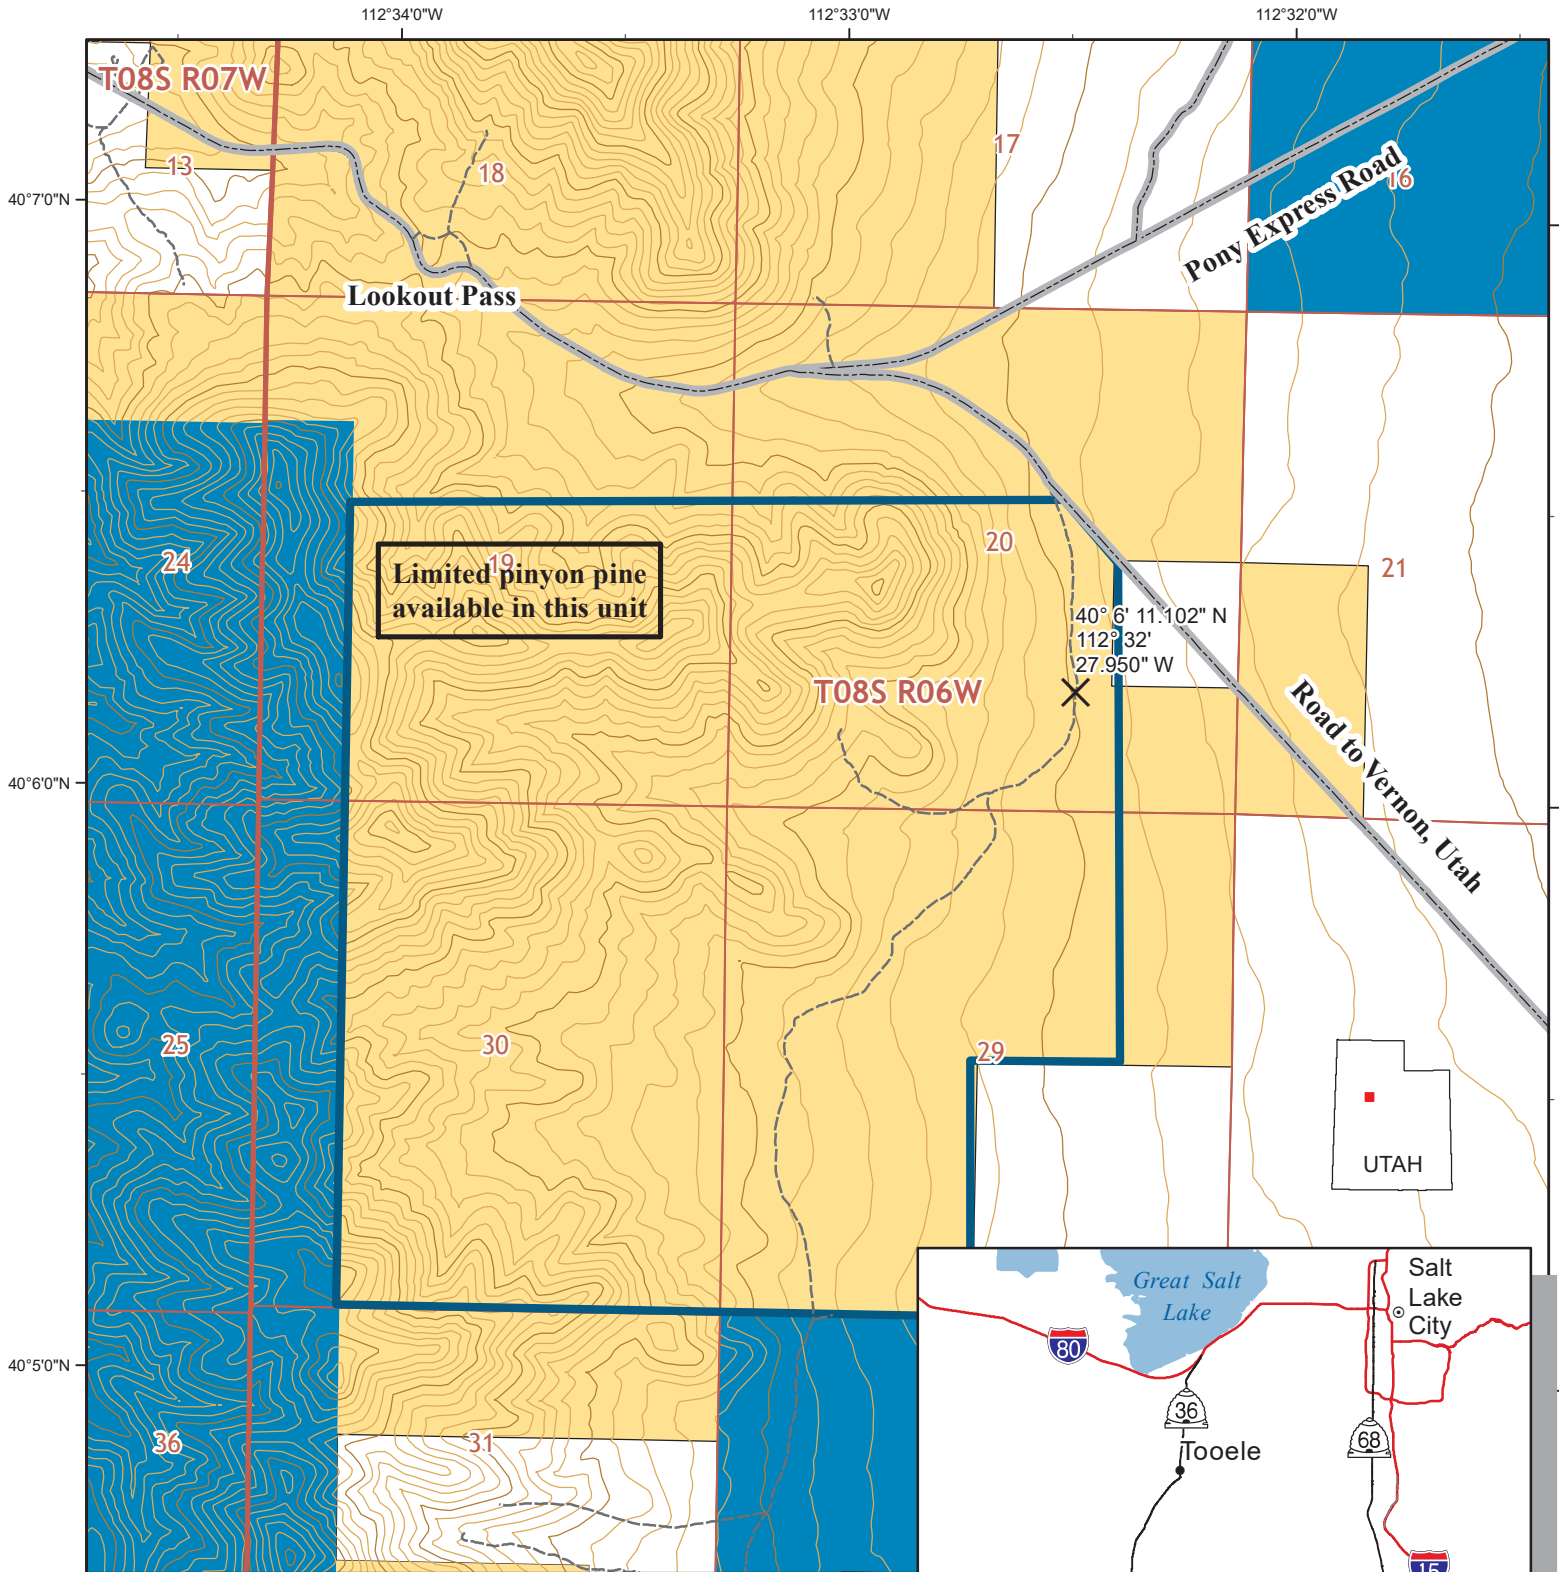 112°34'0"W
112°33'0"W
112°32'0"W
T08S R07W
13
18
17
16
40°7'0"N
Pony Express Road
Lookout Pass
24
19
20
21
Limited pinyon pine
available in this unit
40° 6' 11.102" N
112° 32'
27.950" W
T08S R06W
Road to Vernon, Utah
40°6'0"N
25
30
29
UTAH
Great Salt
Lake
Salt
Lake
City
80
40°5'0"N
36
68
36
31
Tooele
15